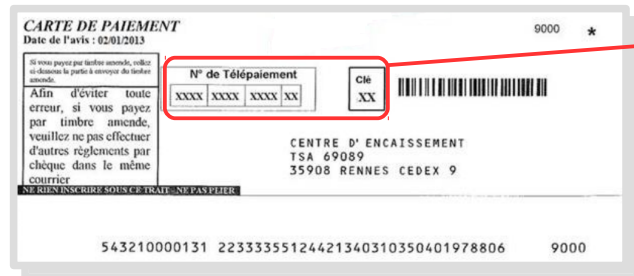 CARTE DE PAIEMENT
9000 *
Date de l'avis : 02/01/2013
Si vous payez par timbre amende, collez
ci-dessous la partie à envoyer du timbre
amende.
Afin d'éviter toute
erreur, si vous payez
par timbre amende,
veuillez ne pas effectuer
d'autres règlements par
chèque dans le même
courrier
N° de Télépaiement
XXXX XXXX XXXX XX
Clé
XX
CENTRE D'ENCAISSEMENT
TSA 69089
35908 RENNES CEDEX 9
NE RIEN INSCRIRE SOUS CE TRAIT - NE PAS PLIER
543210000131 22333355124421340310350401978806 9000